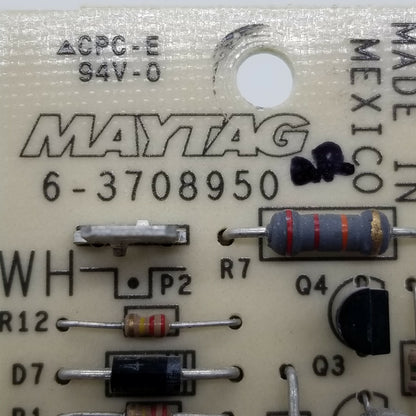 △CPC-E
94V-0
MADE IN
MEXICO
MAYTAG
6-3708950
WH
P2
R7
Q4
R12
Q3
D7